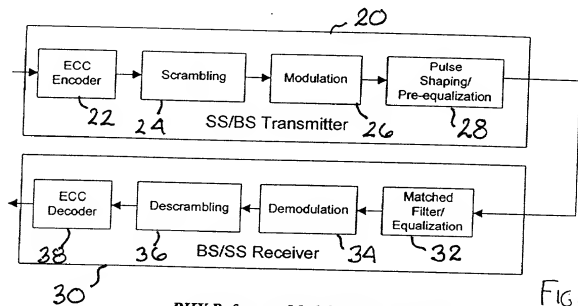 20
ECC
Encoder
Scrambling
Modulation
Pulse
Shaping/
Pre-equalization
22
24
SS/BS Transmitter
26
28
ECC
Decoder
Descrambling
Demodulation
Matched
Filter/
Equalization
38
36
BS/SS Receiver
34
32
30
FIG